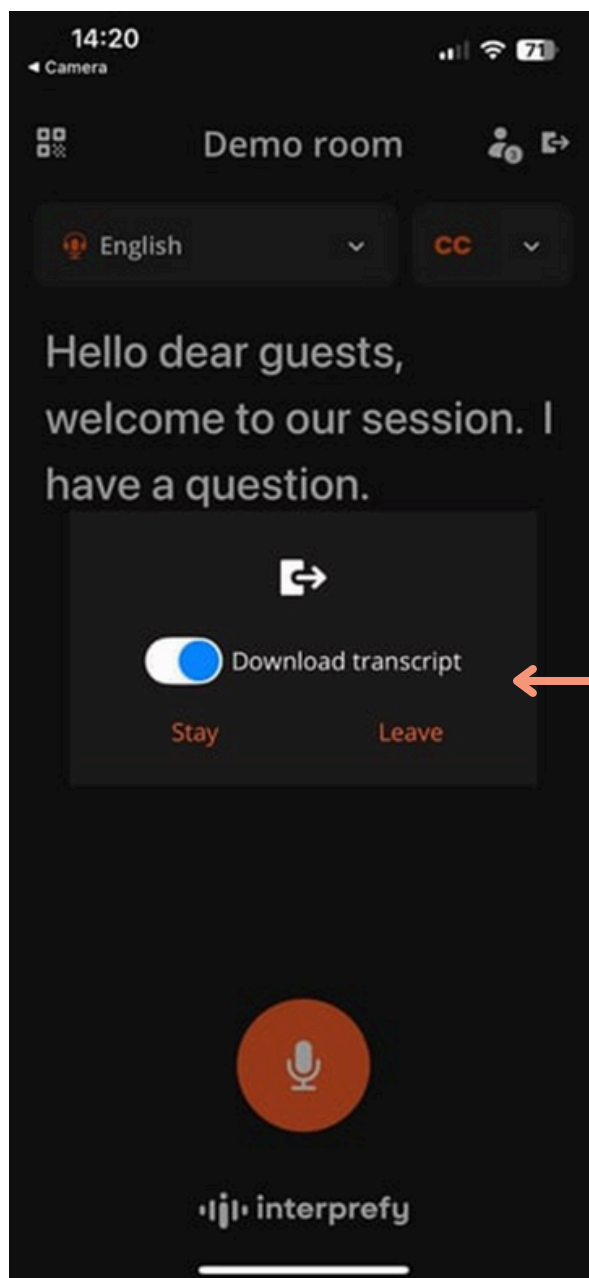 14:20
71
◄ Camera
Demo room
3
English
CC
Hello dear guests,
welcome to our session. I
have a question.
Download transcript
Stay
Leave
interprefy